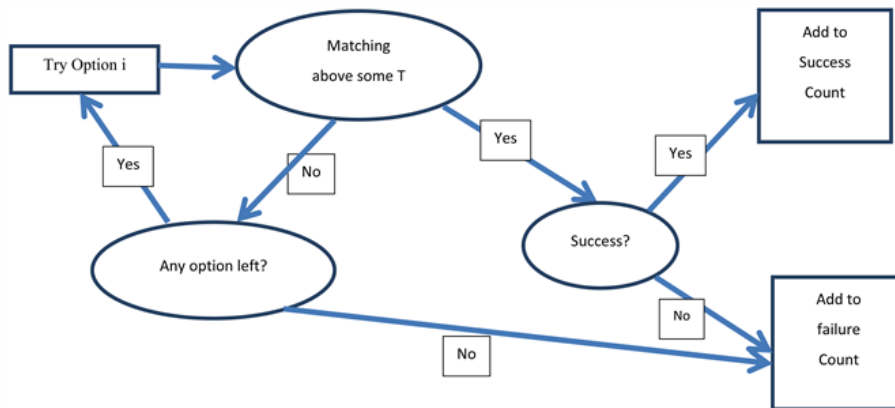 Try Option i
Matching
above some T
Add to
Success
Count
Yes
No
Yes
Yes
Any option left?
Success?
No
No
Add to
failure
Count